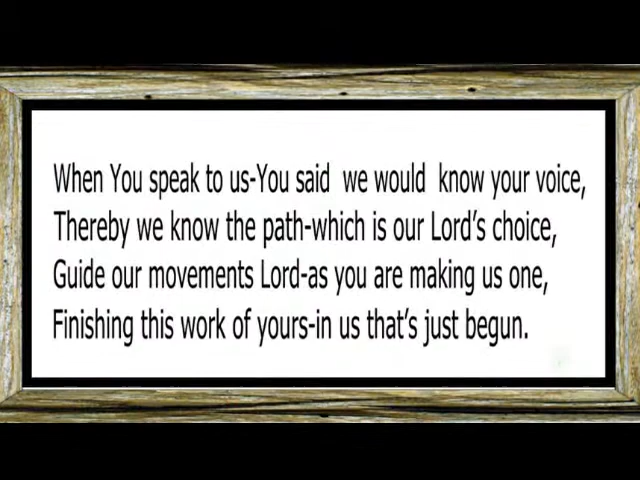 When You speak to us-You said we would know your voice,
Thereby we know the path-which is our Lord's choice,
Guide our movements Lord-as you are making us one,
Finishing this work of yours-in us that's just begun.